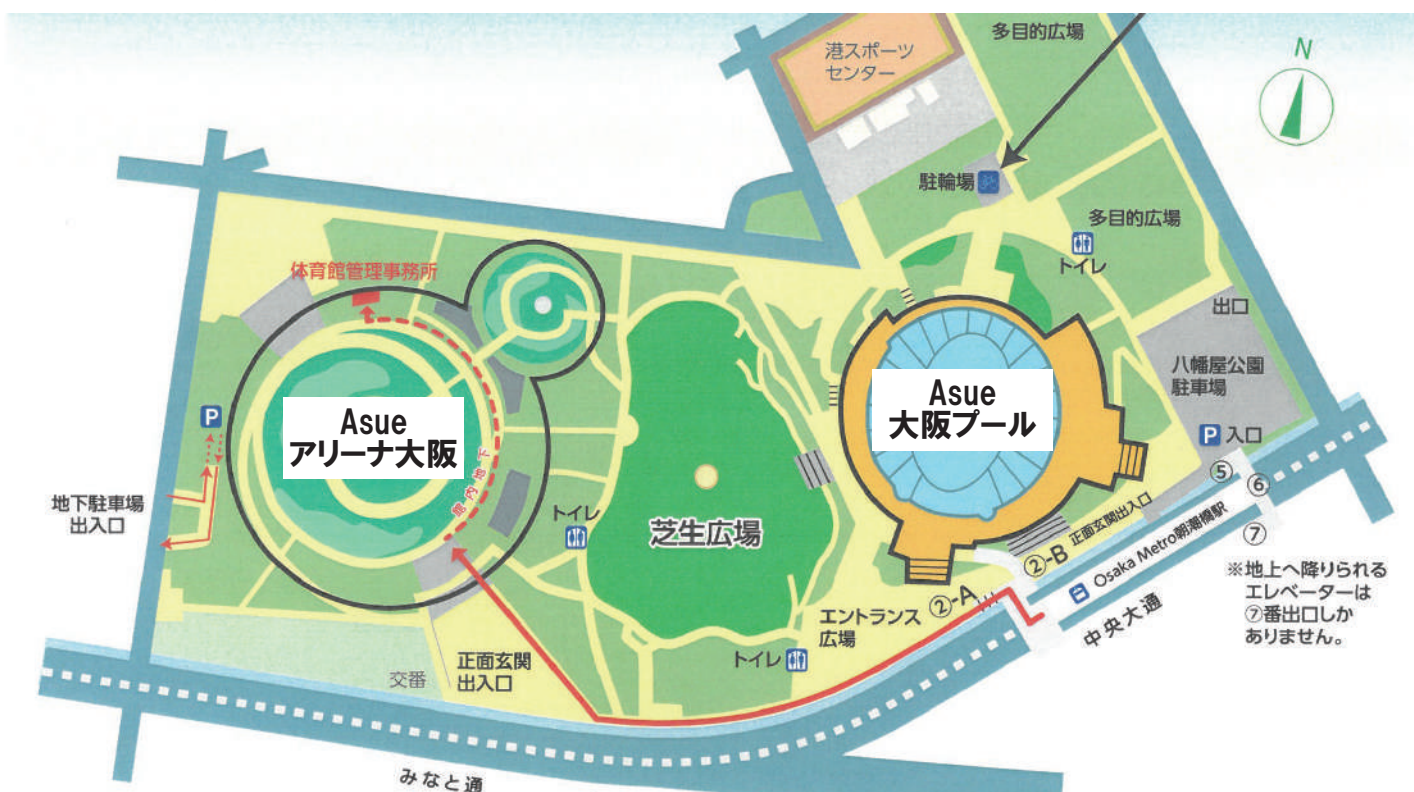 多目的広場
港スポーツ
センター
N
駐輪場
多目的広場
トイレ
体育館管理事務所
出口
八幡屋公園
駐車場
P 入口
Asue
アリーナ大阪
Asue
大阪プール
P
地下駐車場
出入口
館内地下
トイレ
芝生広場
正面玄関出入口
⑤
⑥
⑦
②-B
②-A
Osaka Metro朝潮橋駅
中央大通
※地上へ降りられる
エレベーターは
⑦番出口しか
ありません。
エントランス
広場
トイレ
正面玄関
出入口
交番
みなと通